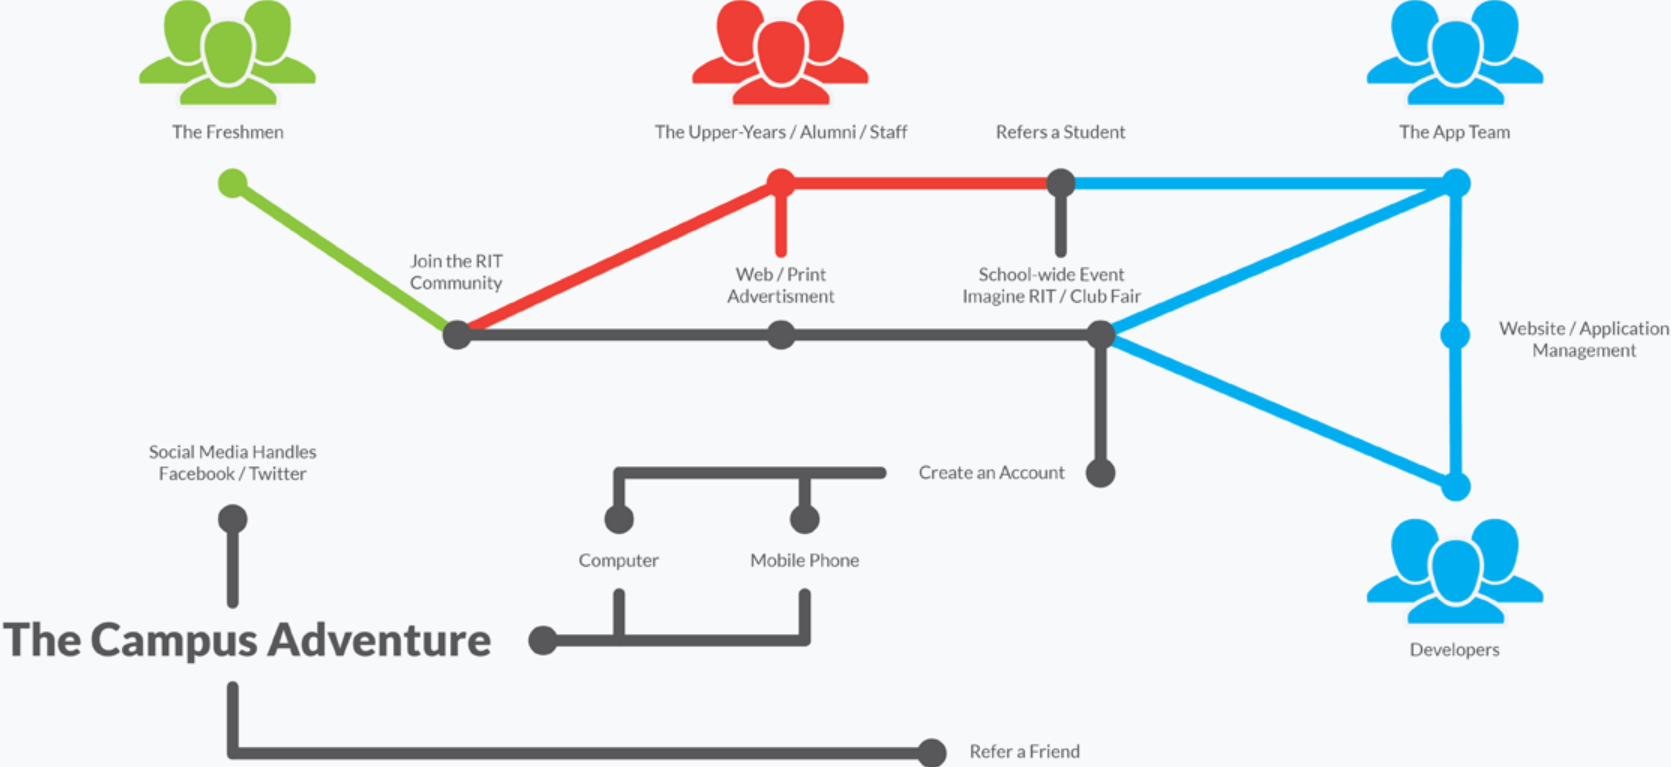 The Freshmen
The Upper-Years / Alumni / Staff
Refers a Student
The App Team
Join the RIT
Community
Web / Print
Advertisment
School-wide Event
Imagine RIT / Club Fair
Website / Application
Management
Social Media Handles
Facebook / Twitter
Create an Account
Computer
Mobile Phone
The Campus Adventure
Developers
Refer a Friend